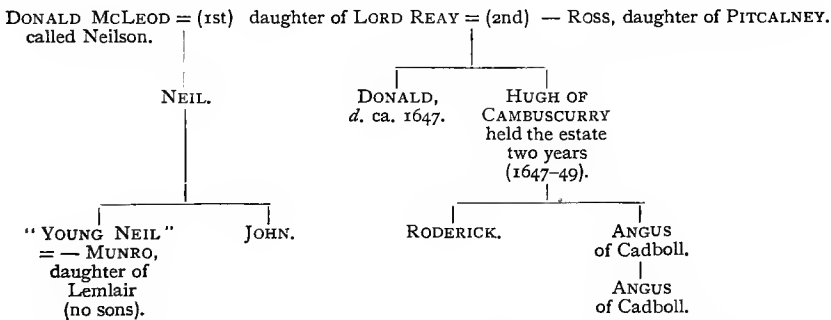 DONALD MCLEOD = (1st) daughter of LORD REAY = (2nd) — ROSS, daughter of PITCALNEY.
called Neilson.
NEIL.
DONALD,
d. ca. 1647.
HUGH OF
CAMBUSCURRY
held the estate
two years
(1647-49).
"YOUNG NEIL"
= — MUNRO,
daughter of
Lemlair
(no sons).
JOHN.
RODERICK.
ANGUS
of Cadboll.
ANGUS
of Cadboll.